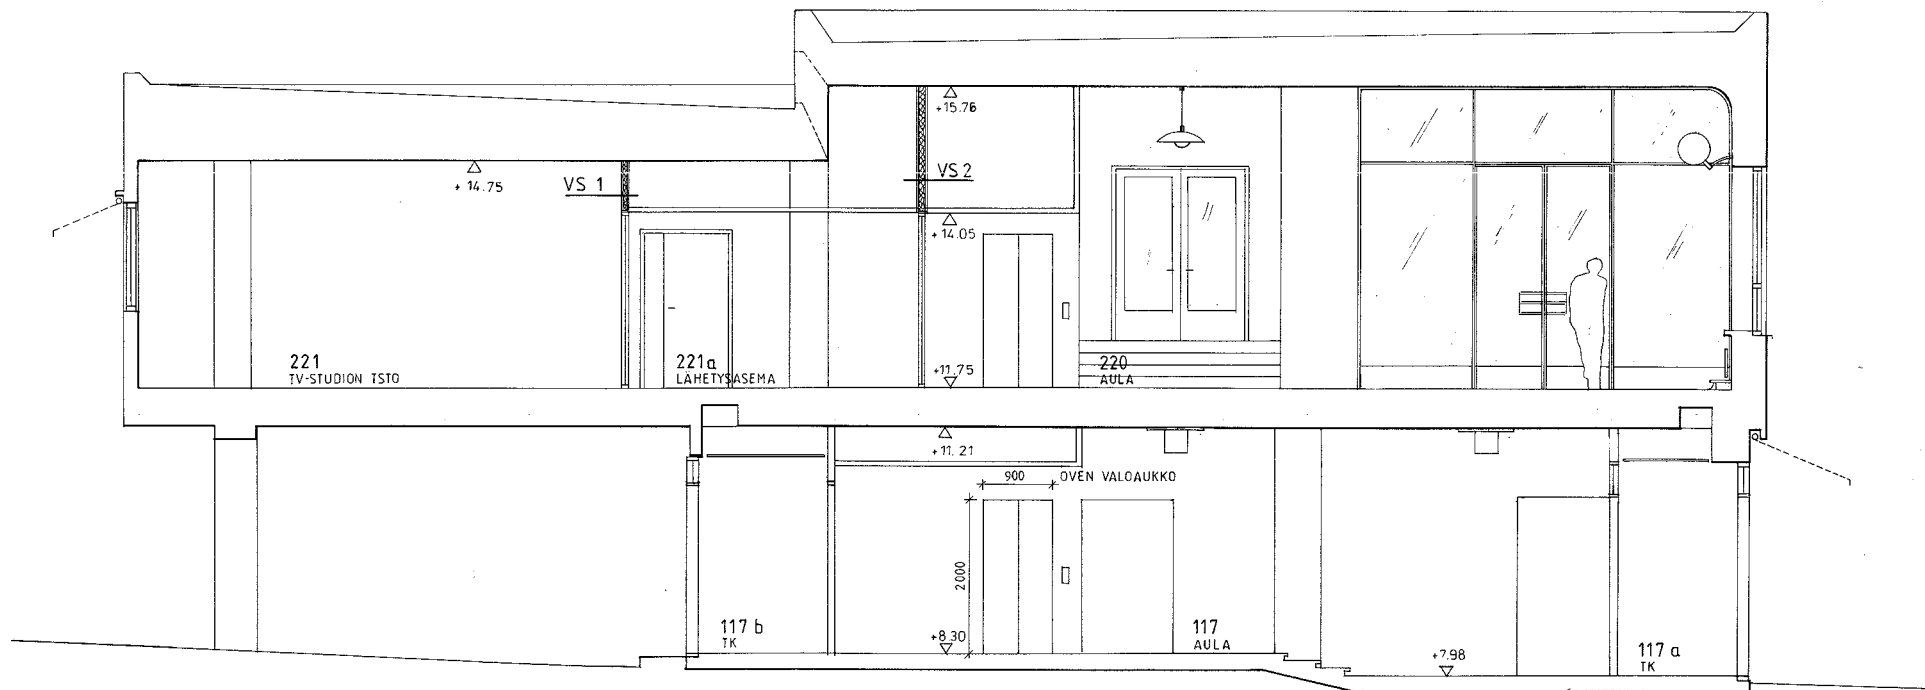 +15.76
+14.75
VS 1
VS 2
+14.05
221
TV-STUDION TSTO
221a
LÄHETYSASEMA
+11.75
220
AULA
+11.21
900
OVEN VALOAUKKO
2000
117 b
TK
+8.30
117
AULA
+7.98
117 a
TK